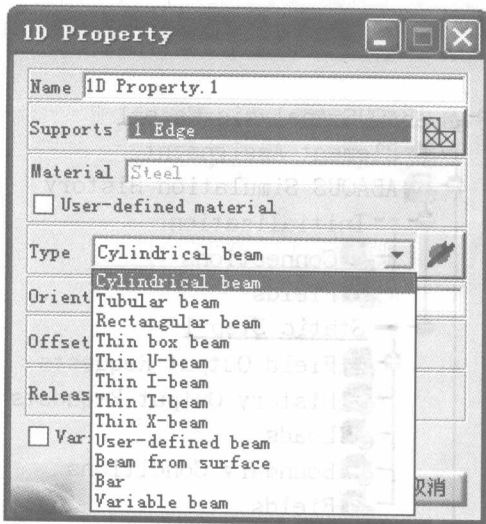 1D Property
Name 1D Property.1
Supports 1 Edge
Material Steel
User-defined material
Type Cylindrical beam
Cylindrical beam
Orient
Tubular beam
Rectangular beam
Offset
Thin box beam
Thin U-beam
Thin I-beam
Releas
Thin T-beam
Thin X-beam
Vari
User-defined beam
Beam from surface
Bar
取消
Variable beam